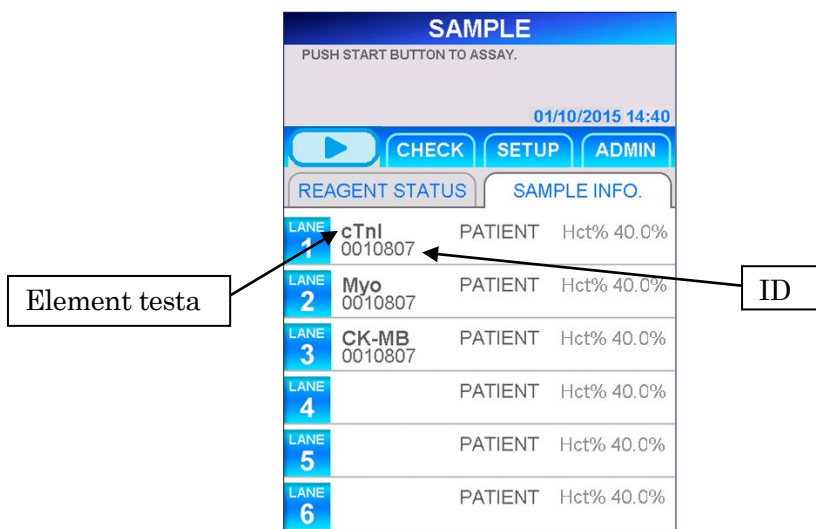 SAMPLE
PUSH START BUTTON TO ASSAY.
01/10/2015 14:40
CHECK SETUP ADMIN
REAGENT STATUS SAMPLE INFO.
LANE 1 cTnI PATIENT Hct% 40.0%
0010807
Element testa
ID
LANE 2 Myo PATIENT Hct% 40.0%
0010807
LANE 3 CK-MB PATIENT Hct% 40.0%
0010807
LANE 4 PATIENT Hct% 40.0%
LANE 5 PATIENT Hct% 40.0%
LANE 6 PATIENT Hct% 40.0%